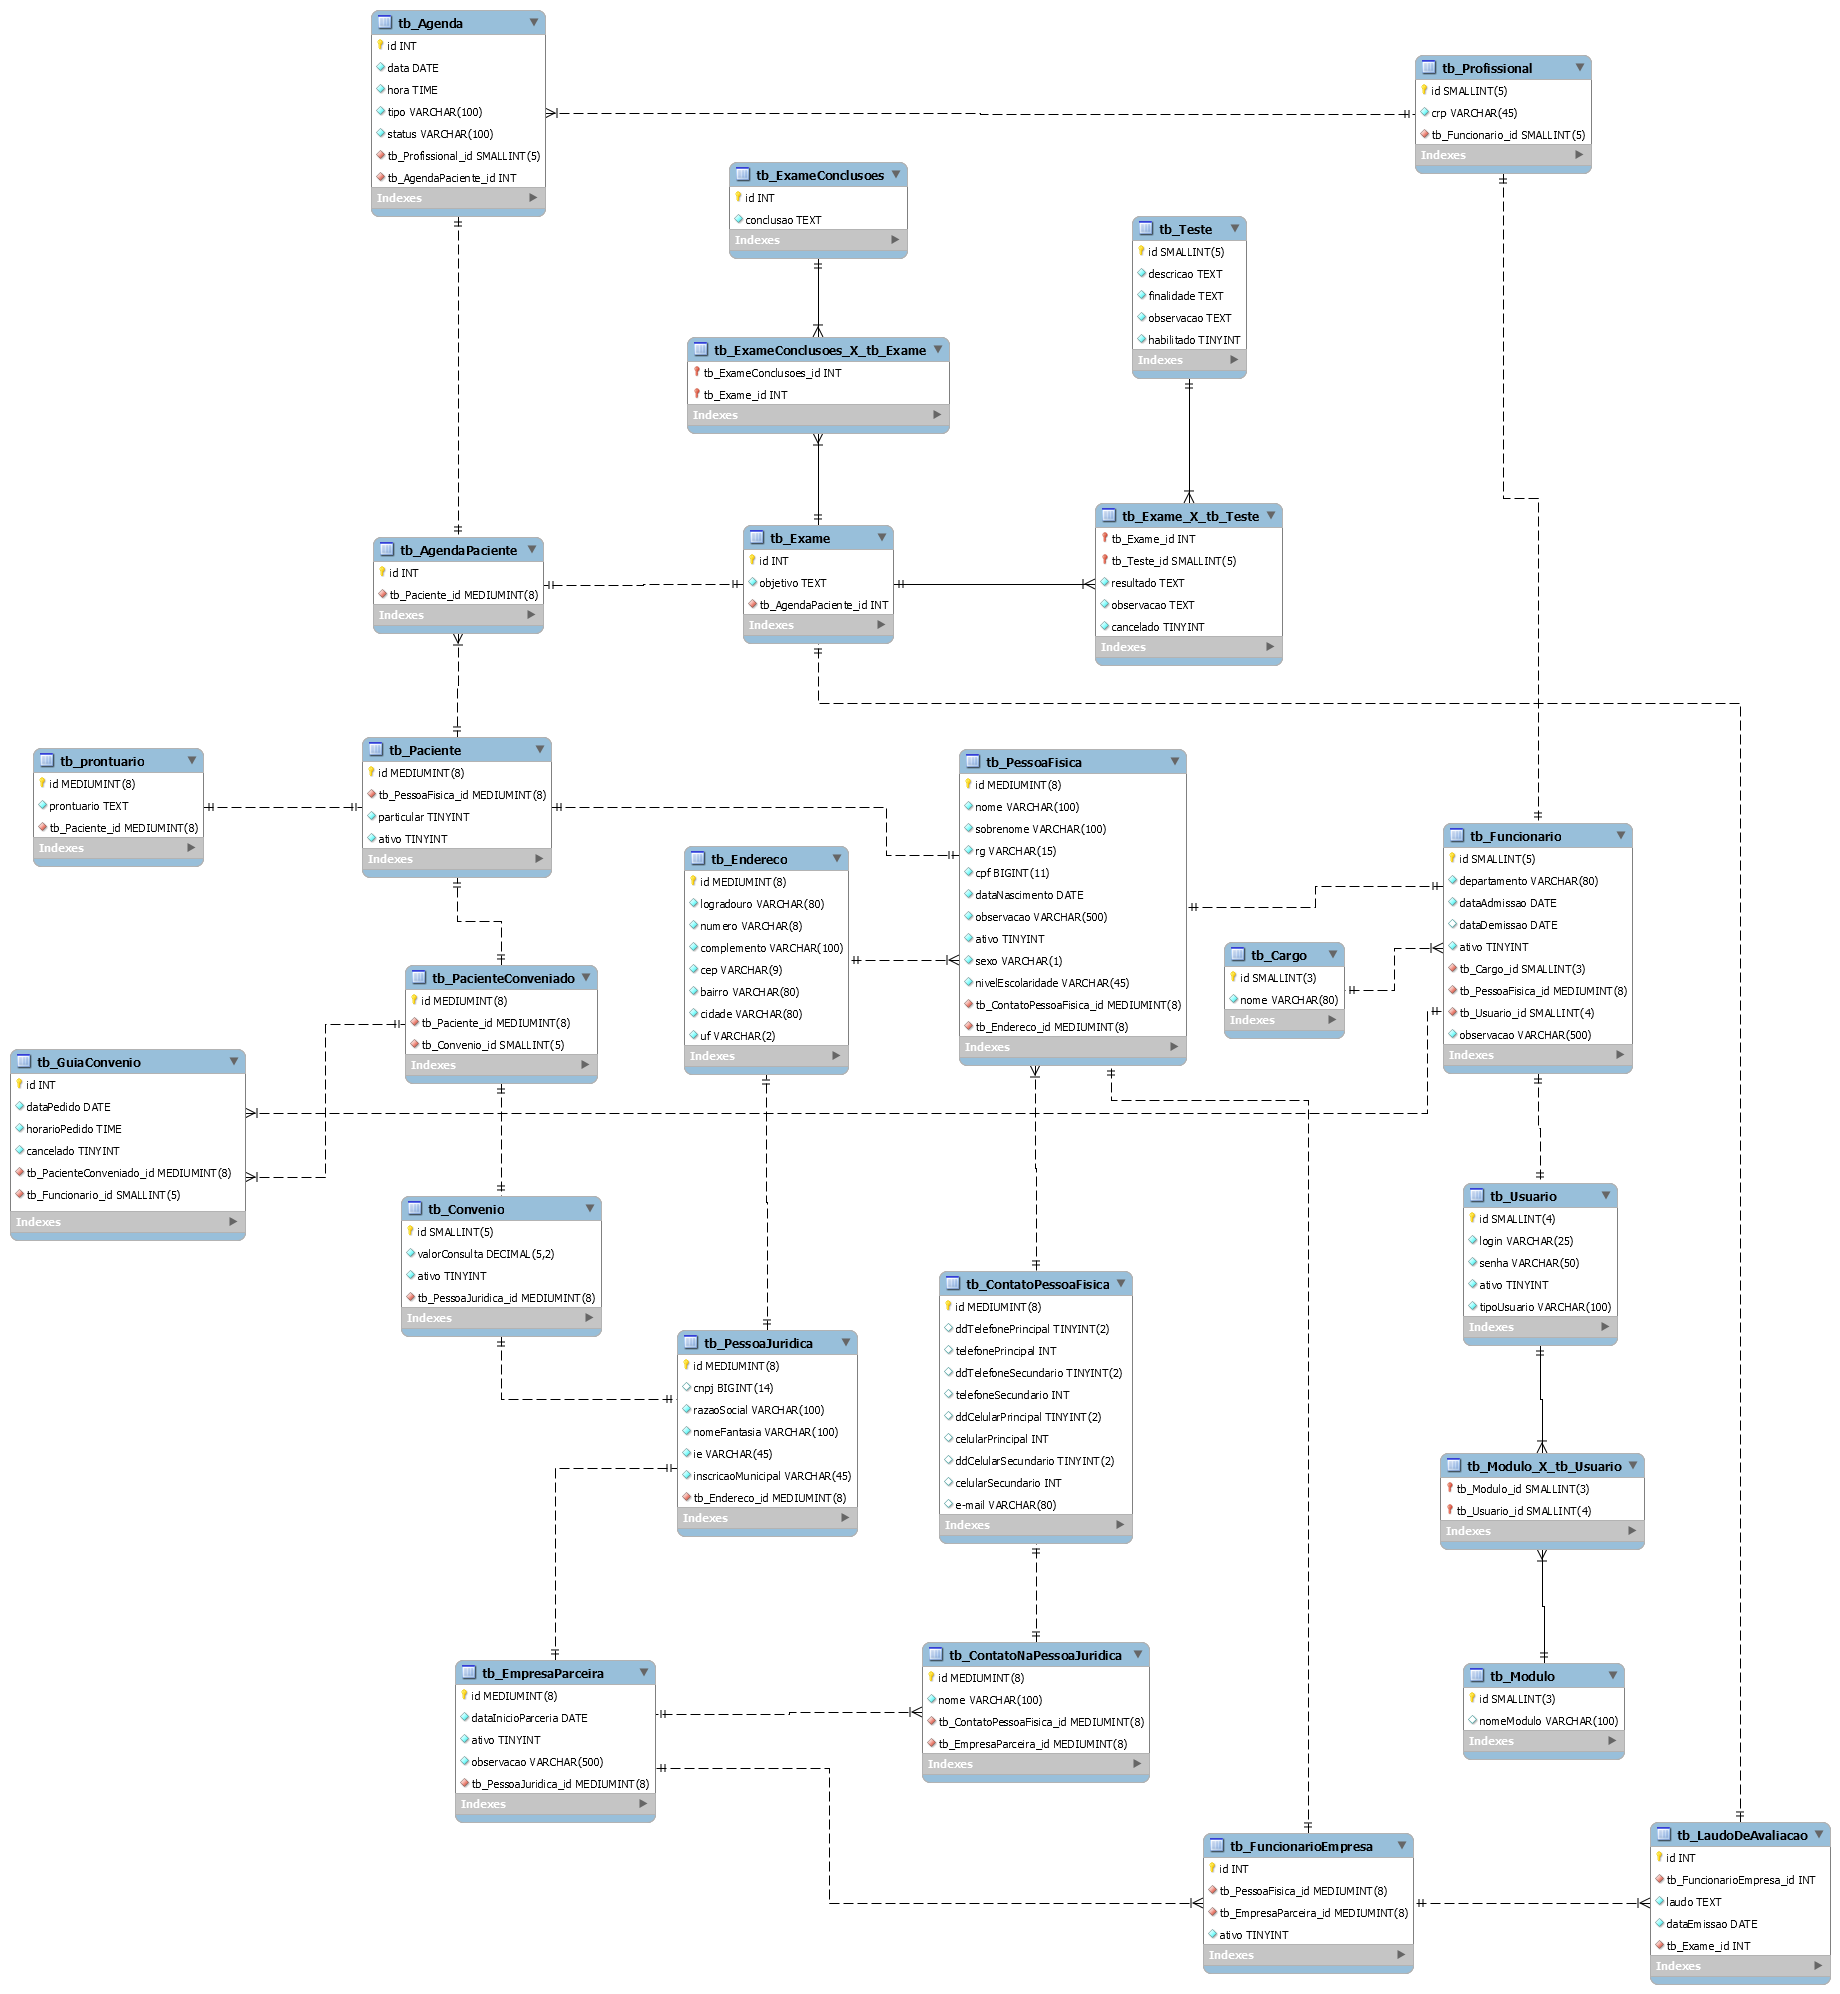 tb_Agenda
id INT
data DATE
hora TIME
tipo VARCHAR(100)
status VARCHAR(100)
tb_Profissional_id SMALLINT(5)
tb_AgendaPaciente_id INT
Indexes
tb_Profissional
id SMALLINT(5)
crp VARCHAR(45)
tb_Funcionario_id SMALLINT(5)
Indexes
tb_ExameConclusoes
id INT
conclusao TEXT
Indexes
tb_Teste
id SMALLINT(5)
descricao TEXT
finalidade TEXT
observacao TEXT
habilitado TINYINT
Indexes
tb_ExameConclusoes_X_tb_Exame
tb_ExameConclusoes_id INT
tb_Exame_id INT
Indexes
tb_Exame_X_tb_Teste
tb_Exame_id INT
tb_Teste_id SMALLINT(5)
resultado TEXT
observacao TEXT
cancelado TINYINT
Indexes
tb_AgendaPaciente
id INT
tb_Paciente_id MEDIUMINT(8)
Indexes
tb_Exame
id INT
objetivo TEXT
tb_AgendaPaciente_id INT
Indexes
tb_prontuario
id MEDIUMINT(8)
prontuario TEXT
tb_Paciente_id MEDIUMINT(8)
Indexes
tb_Paciente
id MEDIUMINT(8)
tb_PessoaFisica_id MEDIUMINT(8)
particular TINYINT
ativo TINYINT
Indexes
tb_PessoaFisica
id MEDIUMINT(8)
nome VARCHAR(100)
sobrenome VARCHAR(100)
rg VARCHAR(15)
cpf BIGINT(11)
dataNascimento DATE
observacao VARCHAR(500)
ativo TINYINT
sexo VARCHAR(1)
nivelEscolaridade VARCHAR(45)
tb_ContatoPessoaFisica_id MEDIUMINT(8)
tb_Endereco_id MEDIUMINT(8)
Indexes
tb_Endereco
id MEDIUMINT(8)
logradouro VARCHAR(80)
numero VARCHAR(8)
complemento VARCHAR(100)
cep VARCHAR(9)
bairro VARCHAR(80)
cidade VARCHAR(80)
uf VARCHAR(2)
Indexes
tb_Funcionario
id SMALLINT(5)
departamento VARCHAR(80)
dataAdmissao DATE
dataDemissao DATE
ativo TINYINT
tb_Cargo_id SMALLINT(3)
tb_PessoaFisica_id MEDIUMINT(8)
tb_Usuario_id SMALLINT(4)
observacao VARCHAR(500)
Indexes
tb_Cargo
id SMALLINT(3)
nome VARCHAR(80)
Indexes
tb_PacienteConveniado
id MEDIUMINT(8)
tb_Paciente_id MEDIUMINT(8)
tb_Convenio_id SMALLINT(5)
Indexes
tb_GuiaConvenio
id INT
dataPedido DATE
horarioPedido TIME
cancelado TINYINT
tb_PacienteConveniado_id MEDIUMINT(8)
tb_Funcionario_id SMALLINT(5)
Indexes
tb_Convenio
id SMALLINT(5)
valorConsulta DECIMAL(5,2)
ativo TINYINT
tb_PessoaJuridica_id MEDIUMINT(8)
Indexes
tb_Usuario
id SMALLINT(4)
login VARCHAR(25)
senha VARCHAR(50)
ativo TINYINT
tipoUsuario VARCHAR(100)
Indexes
tb_ContatoPessoaFisica
id MEDIUMINT(8)
ddTelefonePrincipal TINYINT(2)
telefonePrincipal INT
ddTelefoneSecundario TINYINT(2)
telefoneSecundario INT
ddCelularPrincipal TINYINT(2)
celularPrincipal INT
ddCelularSecundario TINYINT(2)
celularSecundario INT
e-mail VARCHAR(80)
Indexes
tb_PessoaJuridica
id MEDIUMINT(8)
cnpj BIGINT(14)
razaoSocial VARCHAR(100)
nomeFantasia VARCHAR(100)
ie VARCHAR(45)
inscricaoMunicipal VARCHAR(45)
tb_Endereco_id MEDIUMINT(8)
Indexes
tb_Modulo_X_tb_Usuario
tb_Modulo_id SMALLINT(3)
tb_Usuario_id SMALLINT(4)
Indexes
tb_EmpresaParceira
id MEDIUMINT(8)
dataInicioParceria DATE
ativo TINYINT
observacao VARCHAR(500)
tb_PessoaJuridica_id MEDIUMINT(8)
Indexes
tb_ContatoNaPessoaJuridica
id MEDIUMINT(8)
nome VARCHAR(100)
tb_ContatoPessoaFisica_id MEDIUMINT(8)
tb_EmpresaParceira_id MEDIUMINT(8)
Indexes
tb_Modulo
id SMALLINT(3)
nomeModulo VARCHAR(100)
Indexes
tb_FuncionarioEmpresa
id INT
tb_PessoaFisica_id MEDIUMINT(8)
tb_EmpresaParceira_id MEDIUMINT(8)
ativo TINYINT
Indexes
tb_LaudoDeAvaliacao
id INT
tb_FuncionarioEmpresa_id INT
laudo TEXT
dataEmissao DATE
tb_Exame_id INT
Indexes